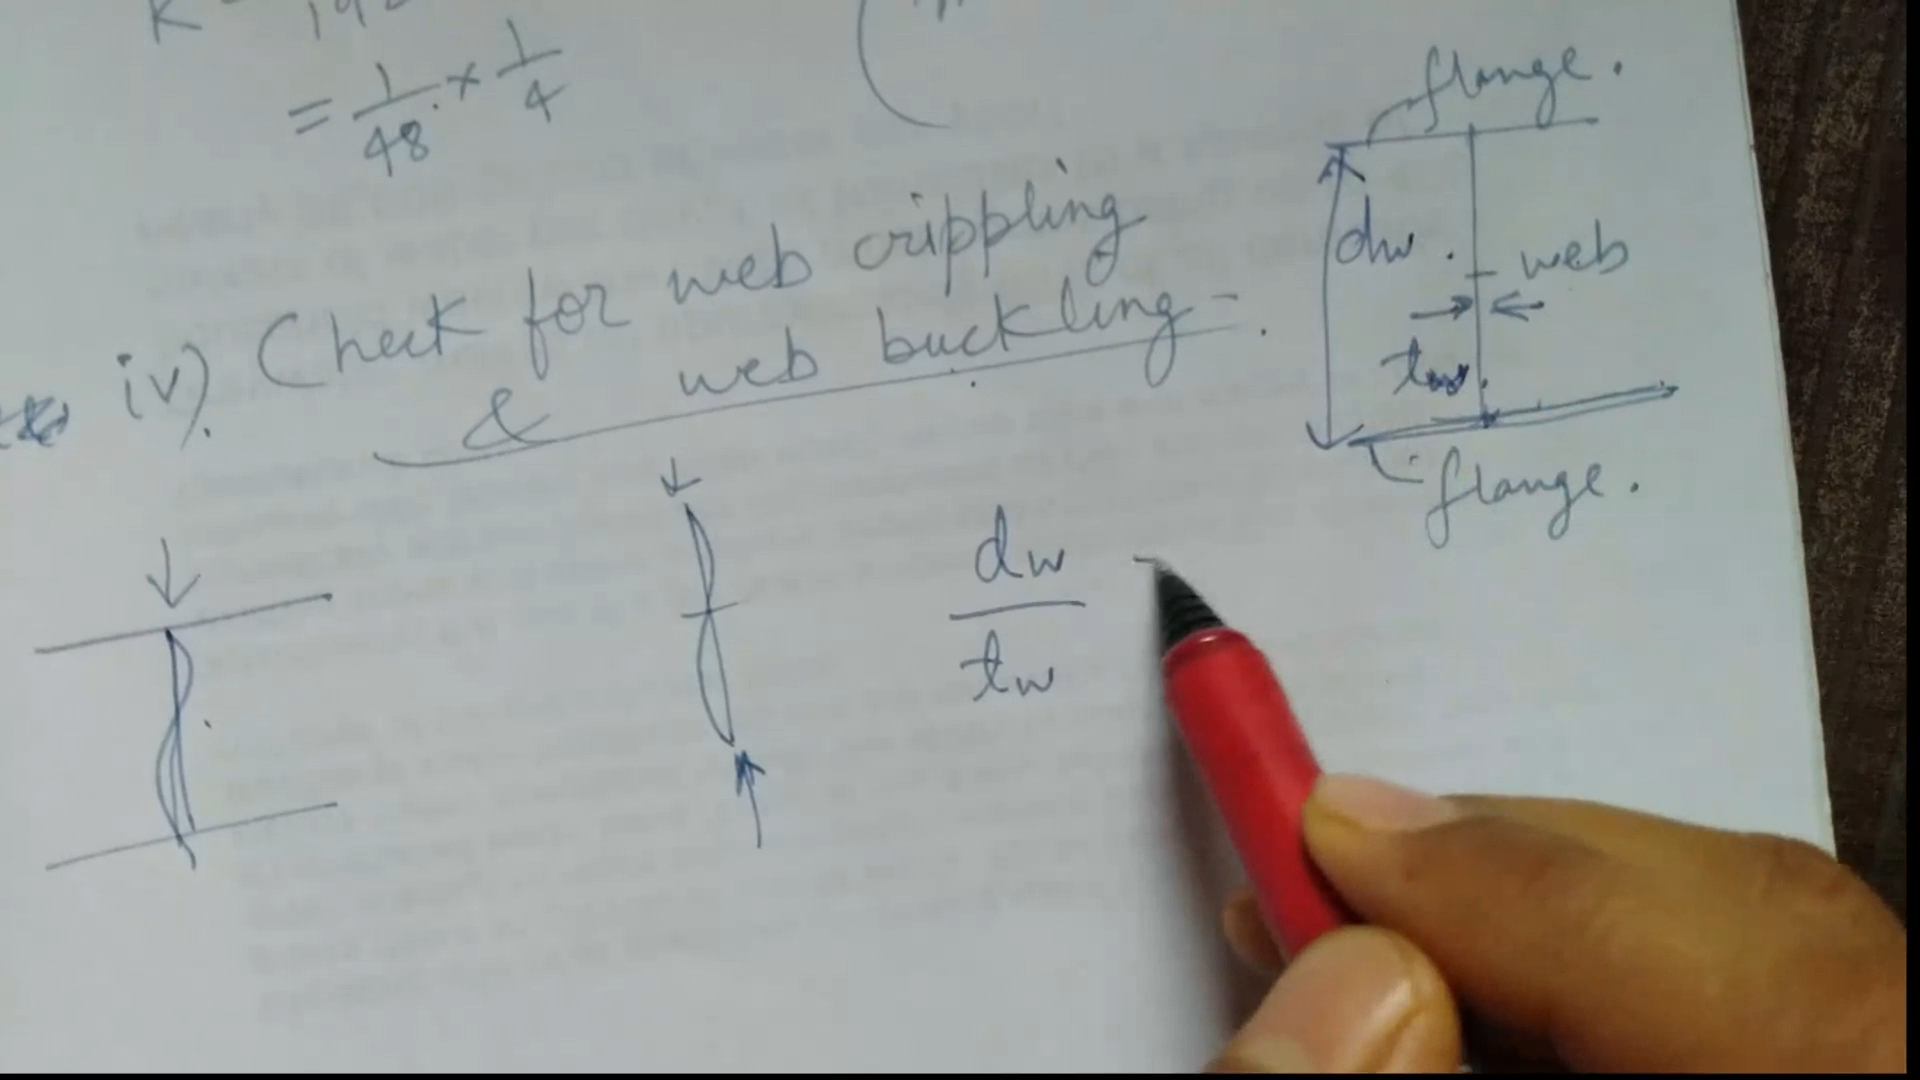 = 1/48 × 1/4
iv). Check for web crippling
& web buckling -
flange.
dw.
web
tw.
flange.
dw
tw